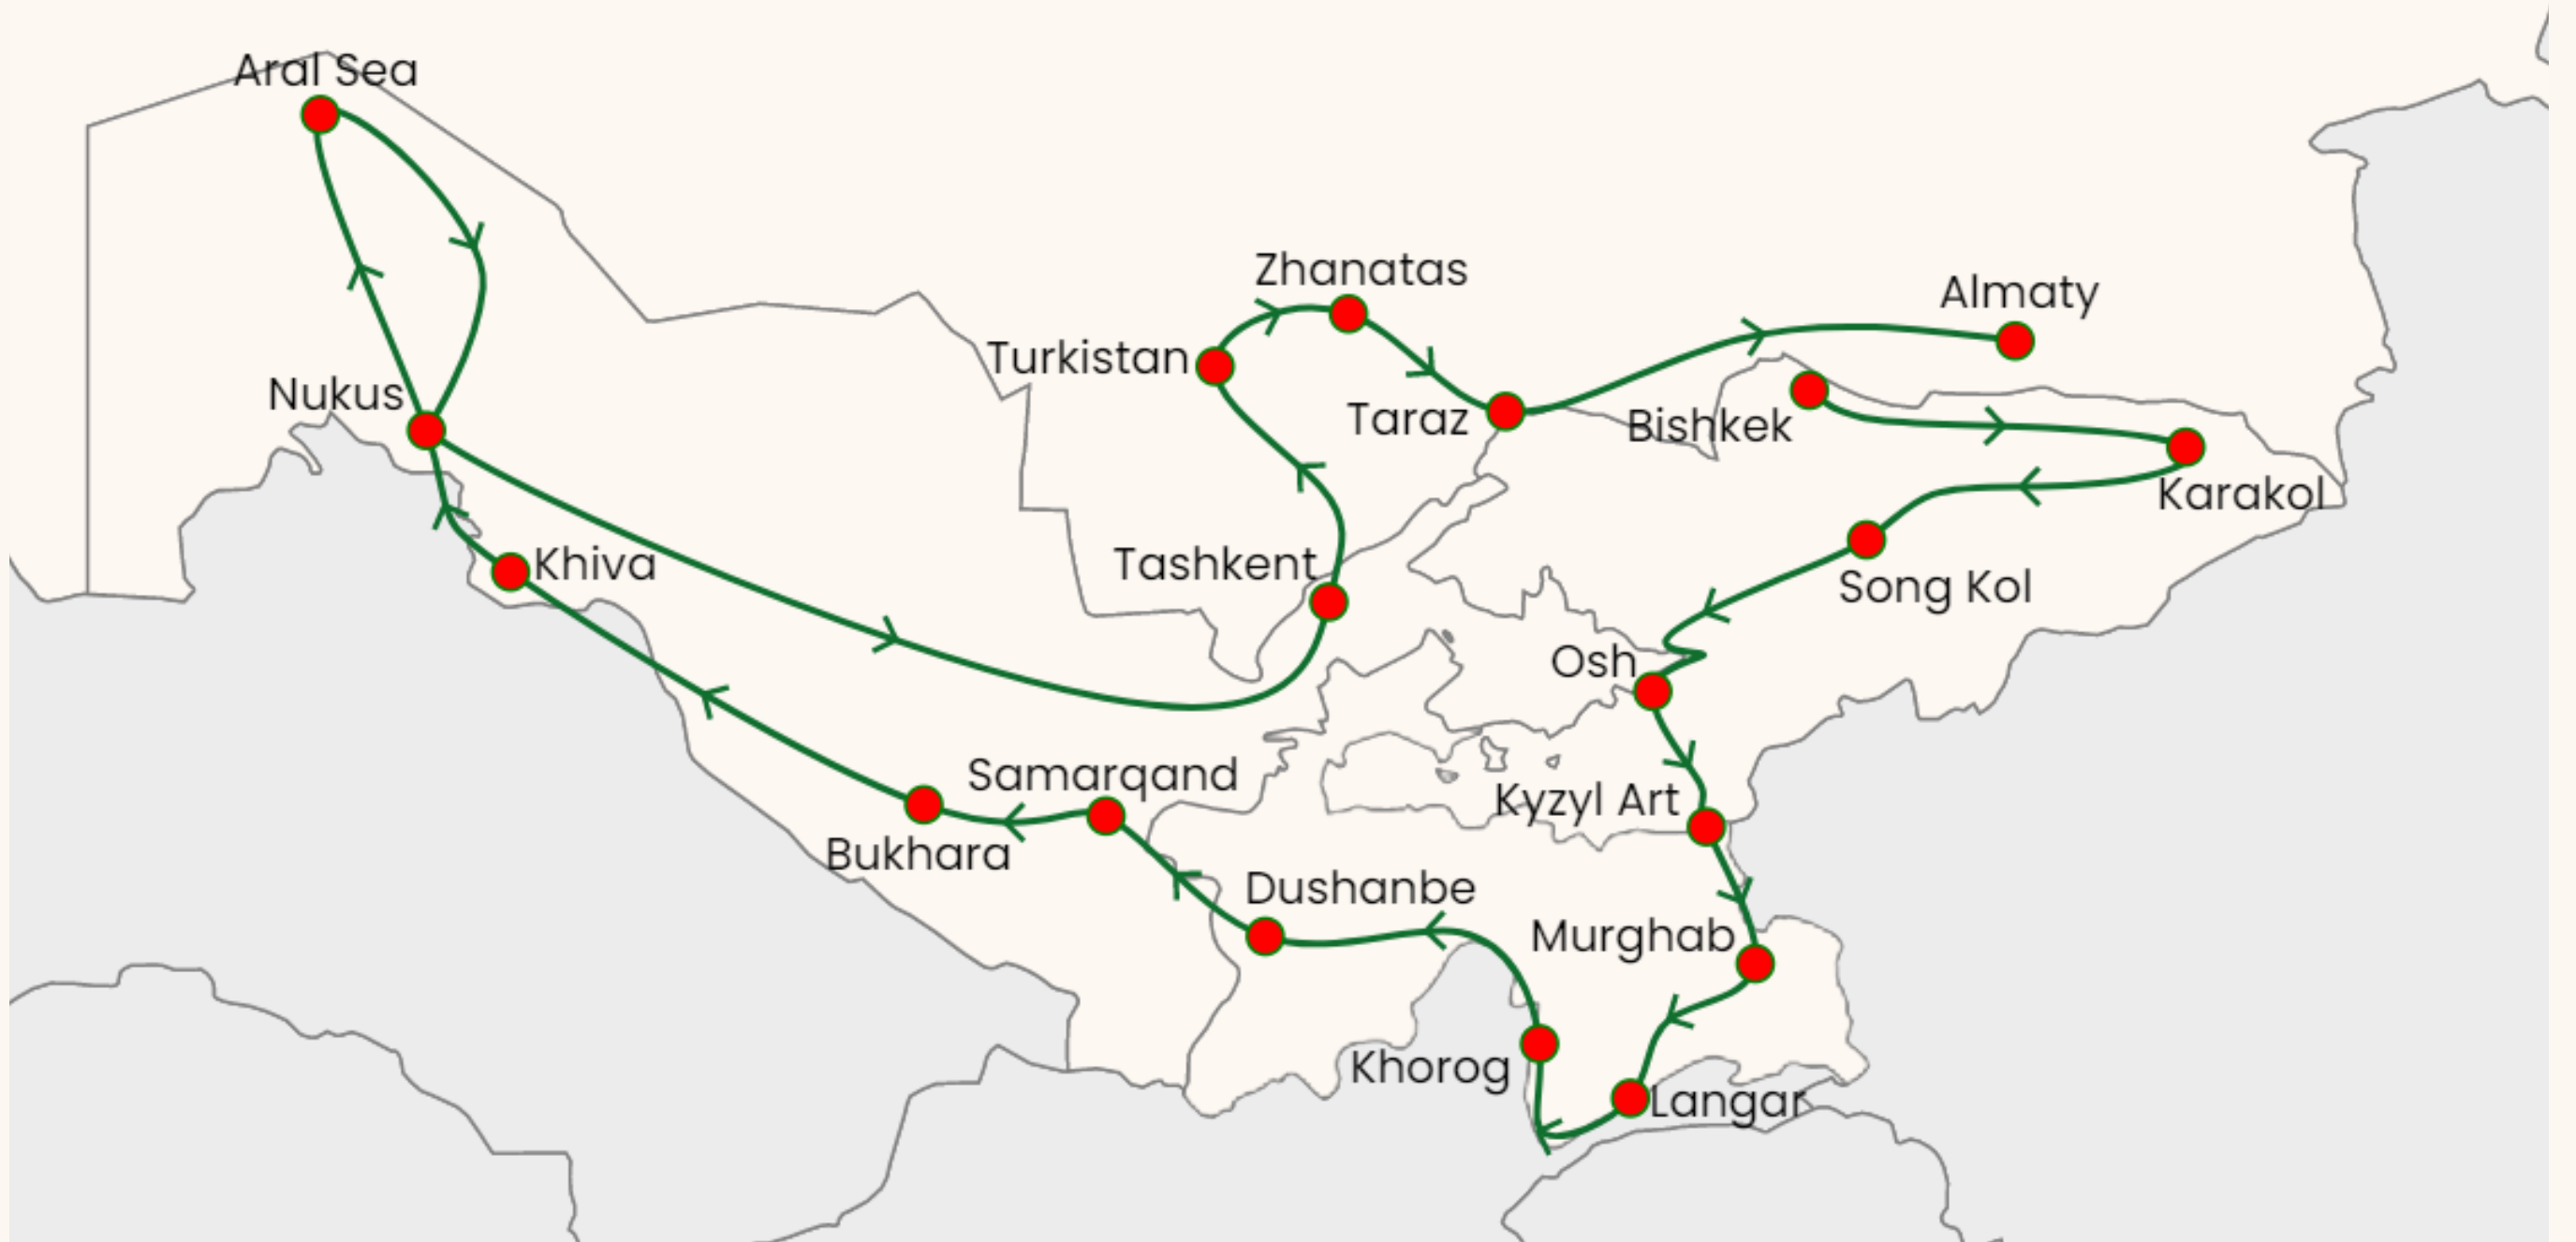 Aral Sea
Zhanatas
Almaty
Turkistan
Nukus
Taraz
Bishkek
Karakol
Khiva
Tashkent
Song Kol
Osh
Samarqand
Kyzyl Art
Bukhara
Dushanbe
Murghab
Khorog
Langar